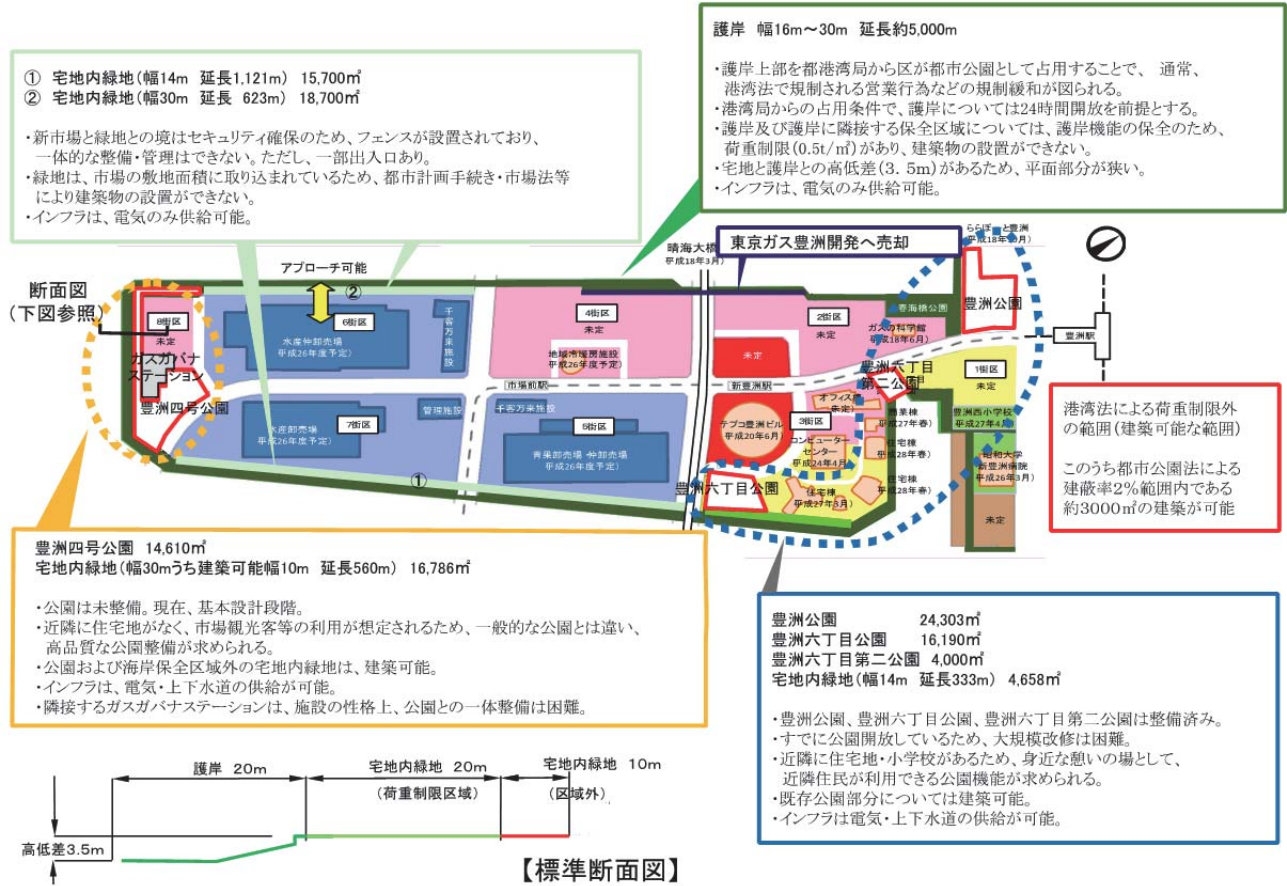 護岸　幅16m～30m　延長約5,000m
・護岸上部を都港湾局から区が都市公園として占用することで、 通常、
港湾法で規制される営業行為などの規制緩和が図られる。
・港湾局からの占用条件で、護岸については24時間開放を前提とする。
・護岸及び護岸に隣接する保全区域については、護岸機能の保全のため、
荷重制限(0.5t/㎡)があり、建築物の設置ができない。
・宅地と護岸との高低差(3. 5m)があるため、平面部分が狭い。
・インフラは、電気のみ供給可能。
① 宅地内緑地(幅14m 延長1,121m) 15,700㎡
② 宅地内緑地(幅30m 延長 623m) 18,700㎡
・新市場と緑地との境はセキュリティ確保のため、フェンスが設置されており、
一体的な整備・管理はできない。ただし、一部出入口あり。
・緑地は、市場の敷地面積に取り込まれているため、都市計画手続き・市場法等
により建築物の設置ができない。
・インフラは、電気のみ供給可能。
東京ガス豊洲開発へ売却
晴海大橋
平成18年3月)
ららぽーと豊洲
アプローチ可能
断面図
(下図参照)
②
8街区
未定
ガスガバナ
ステーション
豊洲四号公園
6街区
水産仲卸売場
平成26年度予定)
千客万来施設
4街区
未定
地域冷暖房施設
平成26年度予定)
2街区
未定
春海橋公園
ガスの科学館
平成18年6月)
豊洲公園
豊洲駅
市場前駅
新豊洲駅
未定
豊洲六丁目
第二公園
1街区
未定
7街区
水産卸売場
平成26年度予定)
管理施設
千客万来施設
5街区
青果卸売場・仲卸売場
平成26年度予定)
テプコ豊洲ビル
平成20年6月)
3街区
コンピューター
センター
平成24年4月)
商業棟
平成27年春)
住宅棟
平成28年春)
住宅棟
平成28年春)
住宅棟
平成27年3月)
豊洲西小学校
昭和大学
新豊洲病院
平成26年3月)
未定
豊洲六丁目公園
①
港湾法による荷重制限外
の範囲(建築可能な範囲)
このうち都市公園法による
建蔽率2%範囲内である
約3000㎡の建築が可能
豊洲四号公園 14,610㎡
宅地内緑地(幅30mうち建築可能幅10m 延長560m) 16,786㎡
・公園は未整備。現在、基本設計段階。
・近隣に住宅地がなく、市場観光客等の利用が想定されるため、一般的な公園とは違い、
高品質な公園整備が求められる。
・公園および海岸保全区域外の宅地内緑地は、建築可能。
・インフラは、電気・上下水道の供給が可能。
・隣接するガスガバナステーションは、施設の性格上、公園との一体整備は困難。
豊洲公園 24,303㎡
豊洲六丁目公園 16,190㎡
豊洲六丁目第二公園 4,000㎡
宅地内緑地(幅14m 延長333m) 4,658㎡
・豊洲公園、豊洲六丁目公園、豊洲六丁目第二公園は整備済み。
・すでに公園開放しているため、大規模改修は困難。
・近隣に住宅地・小学校があるため、身近な憩いの場として、
近隣住民が利用できる公園機能が求められる。
・既存公園部分については建築可能。
・インフラは電気・上下水道の供給が可能。
護岸 20m
宅地内緑地 20m
(荷重制限区域)
宅地内緑地 10m
(区域外)
高低差3.5m
【標準断面図】